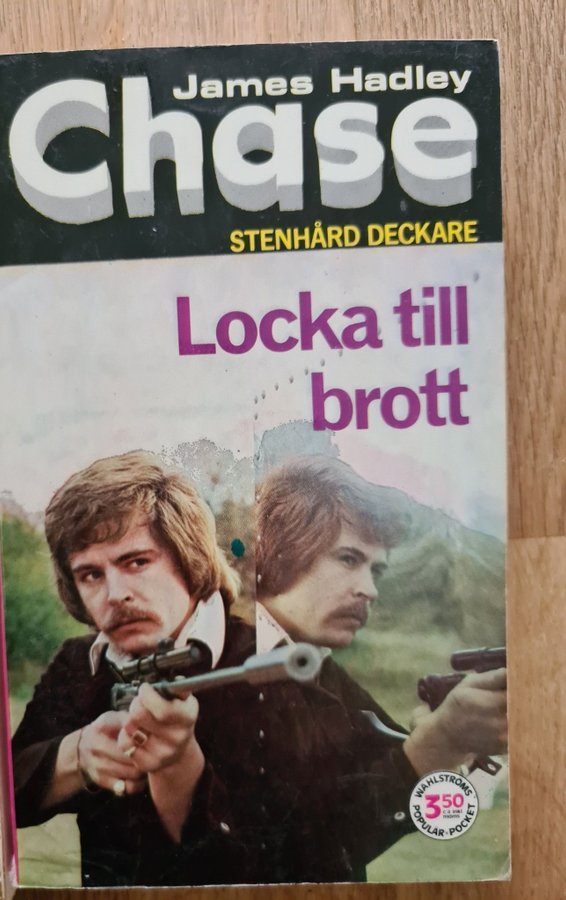 James Hadley
Chase
STENHÅRD DECKARE
Locka till
brott
WAHLSTRÖMS
3.50
POPULÄR-POCKET